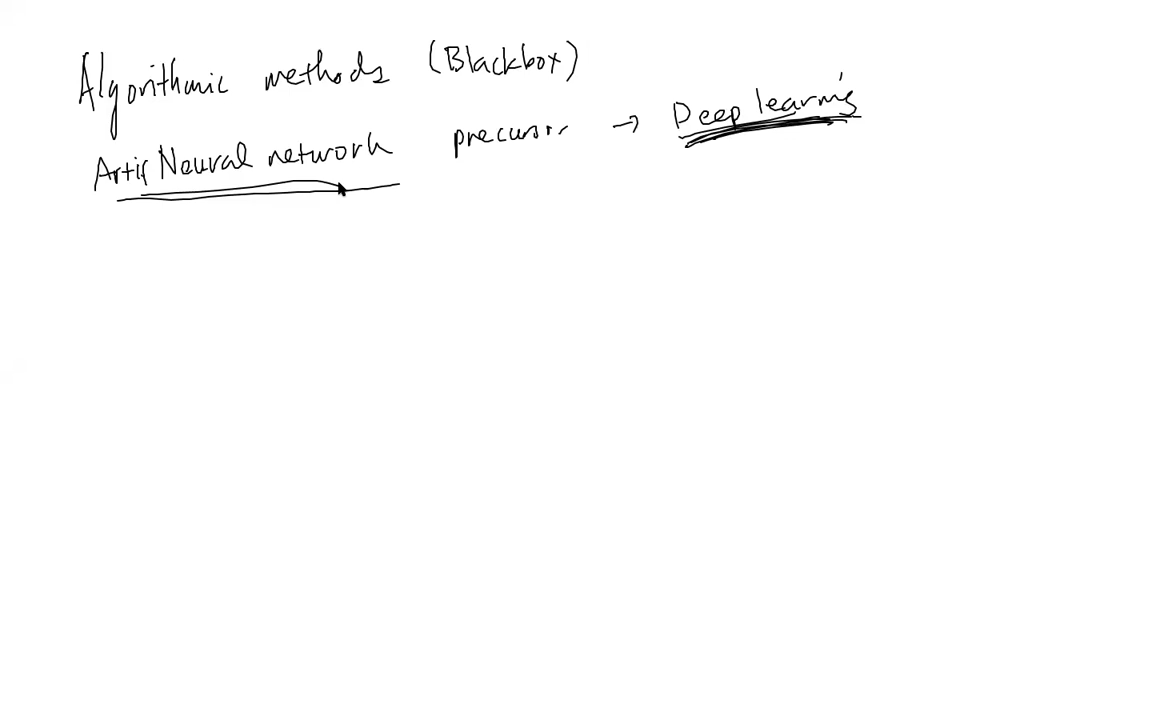 Algorithmic methods (Blackbox)
Artif Neural network precursor → Deep learning